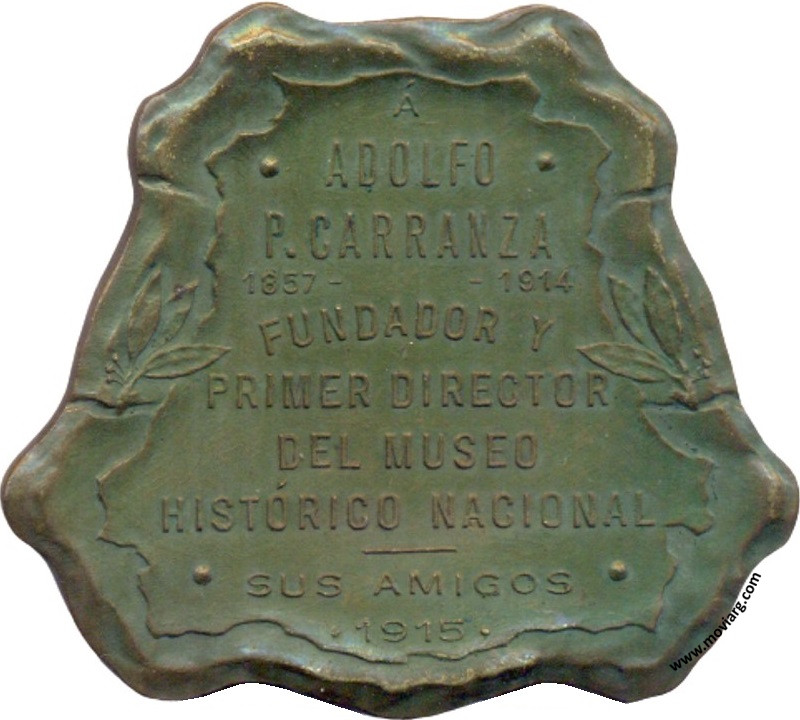 Á
ADOLFO
P. CARRANZA
1857 - - 1914
FUNDADOR Y
PRIMER DIRECTOR
DEL MUSEO
HISTÓRICO NACIONAL
SUS AMIGOS
· 1915 ·
www.moviarg.com